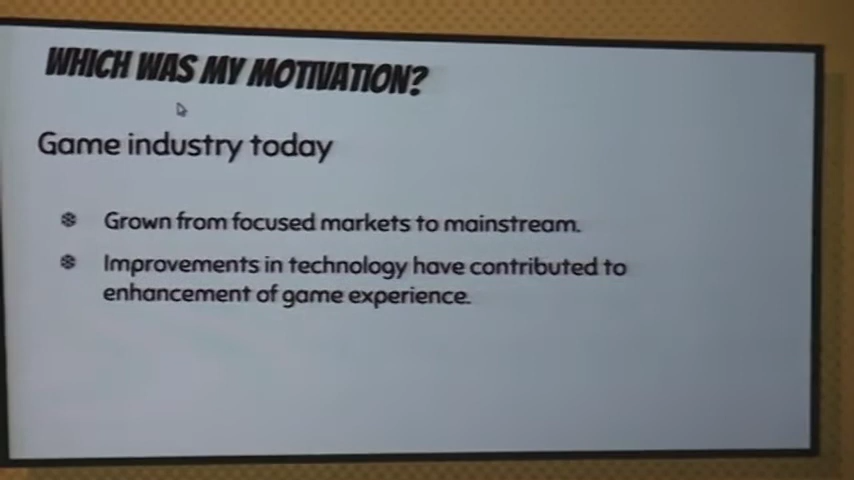 WHICH WAS MY MOTIVATION?
Game industry today
Grown from focused markets to mainstream.
Improvements in technology have contributed to
enhancement of game experience.